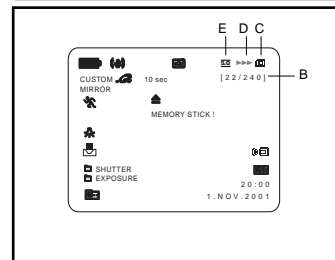 E D C
[22/240] B
CUSTOM 10 sec
MIRROR
MEMORY STICK !
SHUTTER
EXPOSURE
20:00
1.NOV.2001